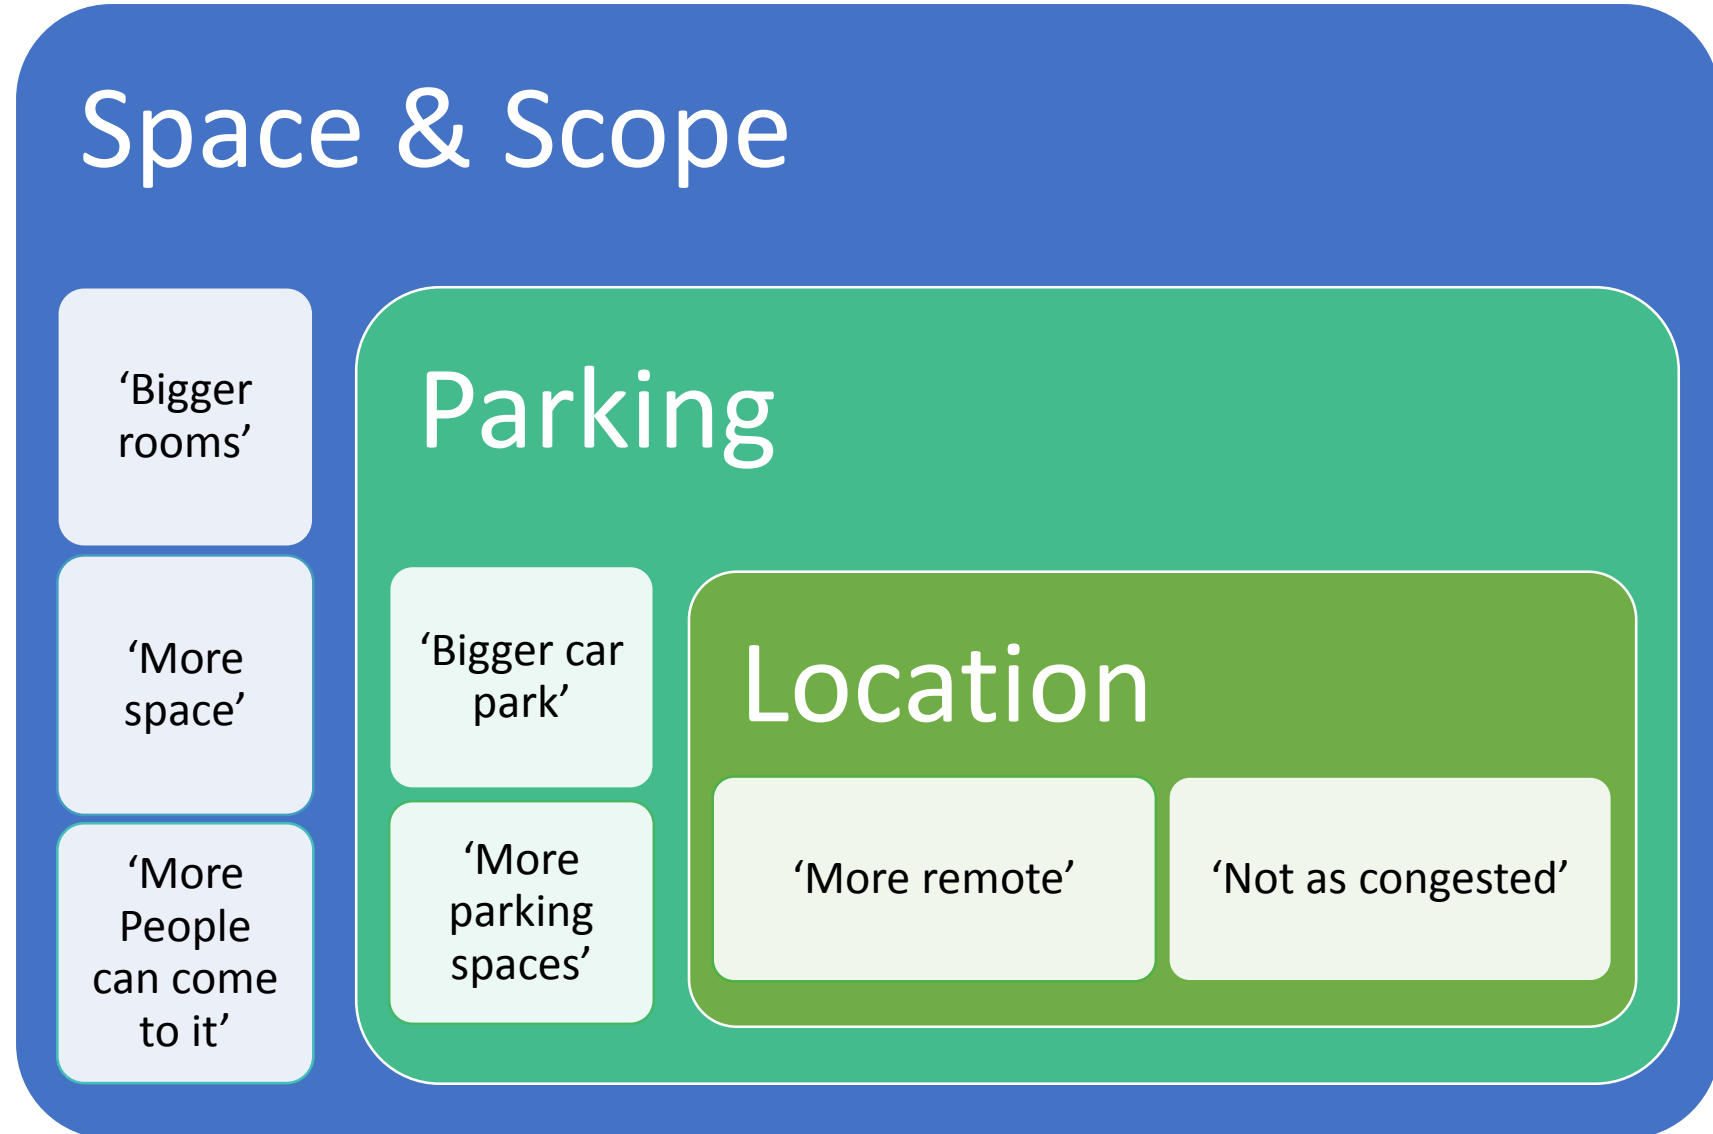 Space & Scope
‘Bigger
rooms’
‘More
space’
‘More
People
can come
to it’
Parking
‘Bigger car
park’
‘More
parking
spaces’
Location
‘More remote’
‘Not as congested’